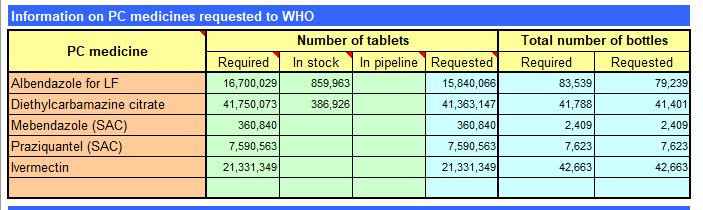 Information on PC medicines requested to WHO
PC medicine Number of tablets Total number of bottles
Required In stock In pipeline Requested Required Requested
Albendazole for LF 16,700,029 859,963 15,840,066 83,539 79,239
Diethylcarbamazine citrate 41,750,073 386,926 41,363,147 41,788 41,401
Mebendazole (SAC) 360,840 360,840 2,409 2,409
Praziquantel (SAC) 7,590,563 7,590,563 7,623 7,623
Ivermectin 21,331,349 21,331,349 42,663 42,663